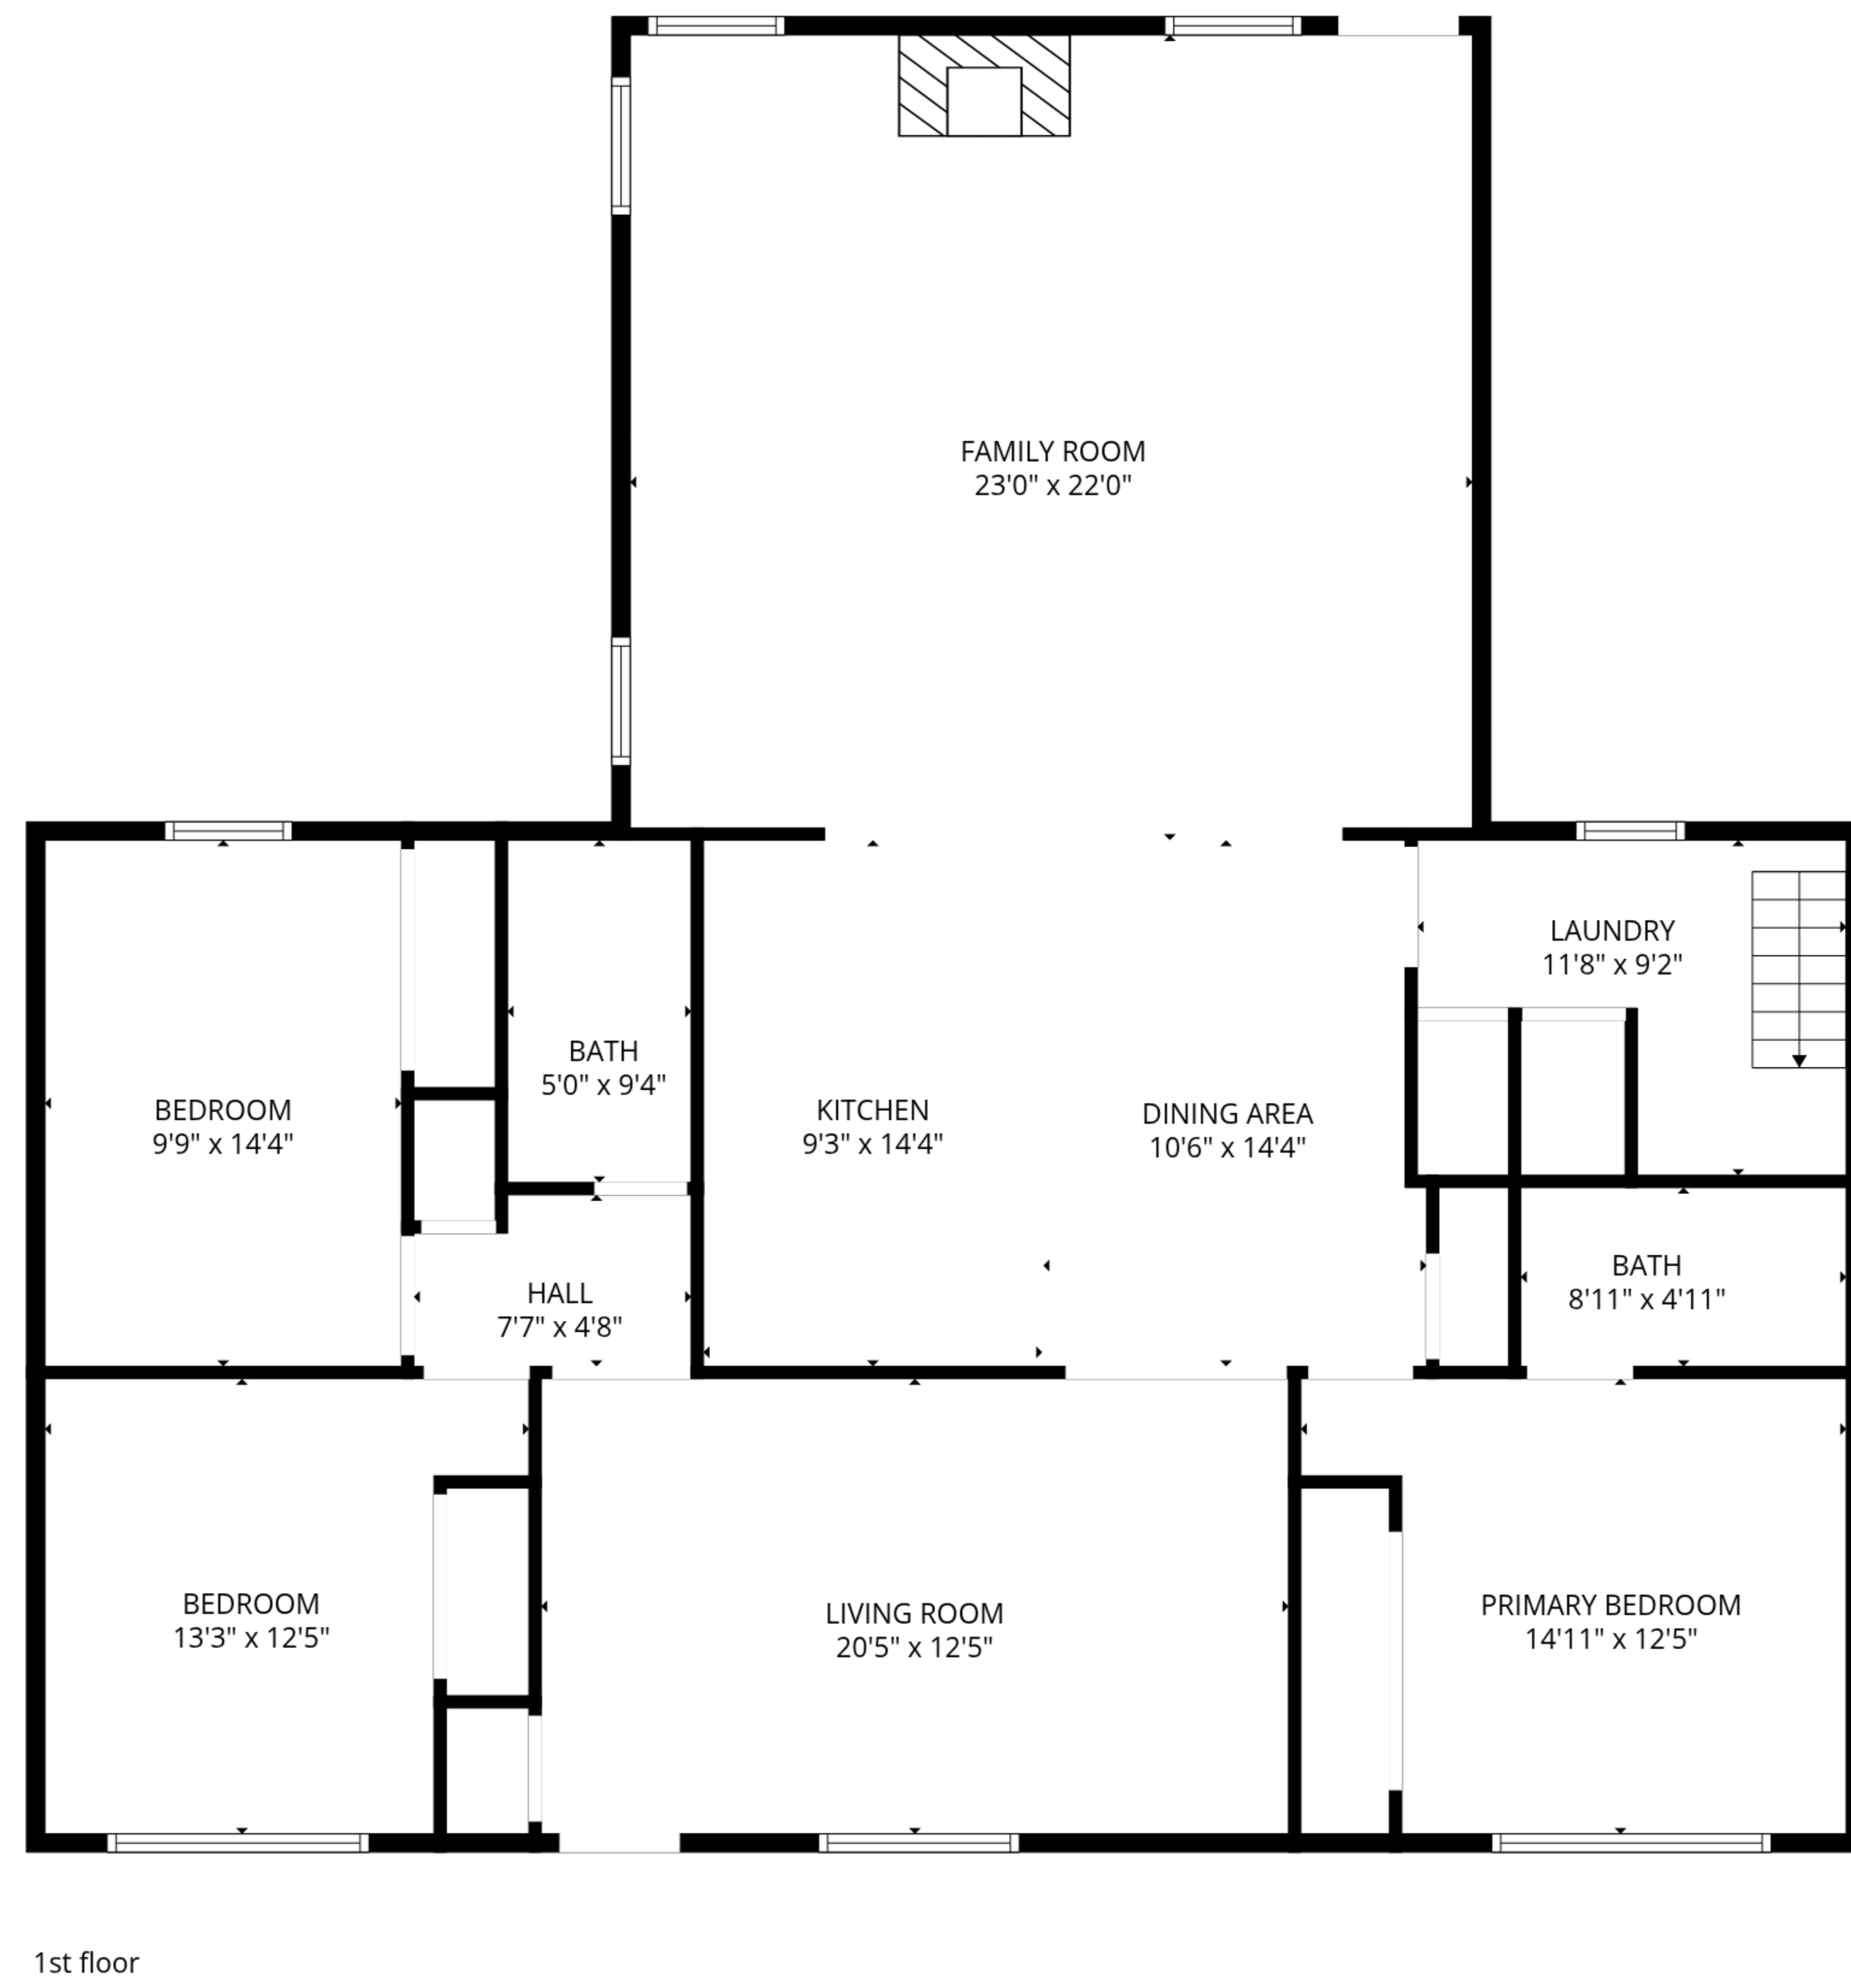 FAMILY ROOM
23'0" x 22'0"
LAUNDRY
11'8" x 9'2"
BATH
5'0" x 9'4"
BEDROOM
9'9" x 14'4"
KITCHEN
9'3" x 14'4"
DINING AREA
10'6" x 14'4"
BATH
8'11" x 4'11"
HALL
7'7" x 4'8"
BEDROOM
13'3" x 12'5"
LIVING ROOM
20'5" x 12'5"
PRIMARY BEDROOM
14'11" x 12'5"
1st floor